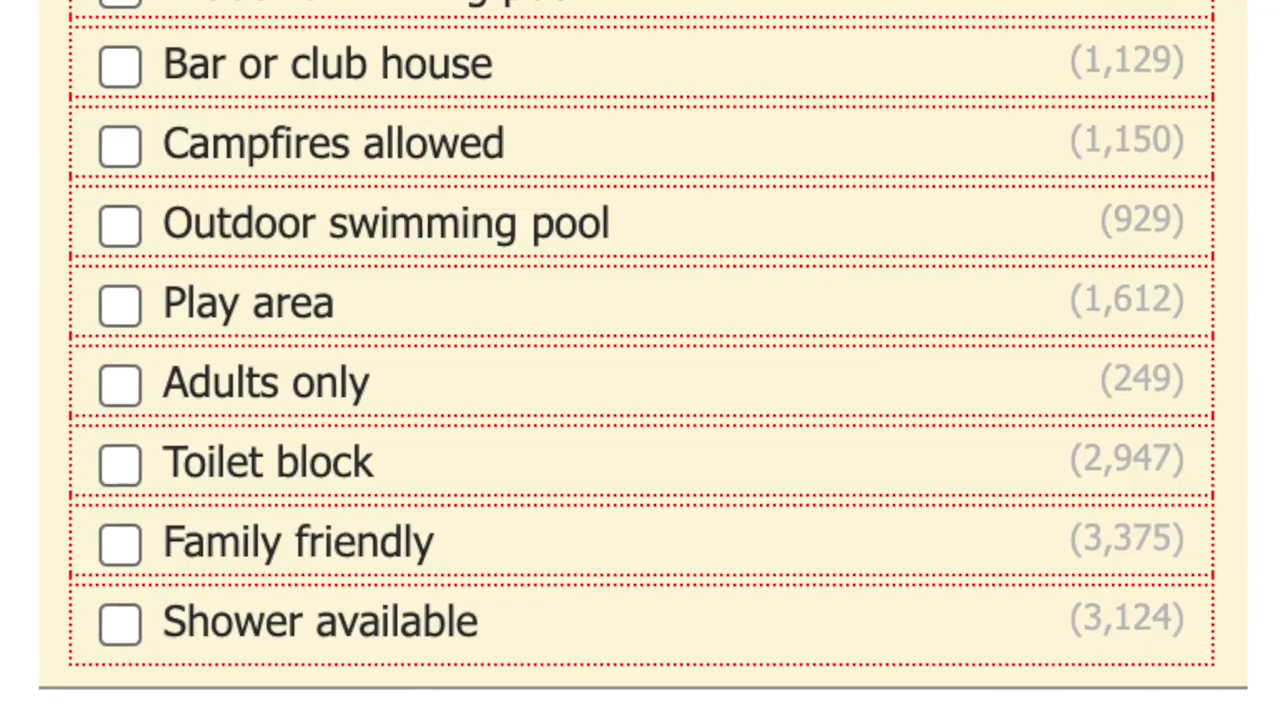 Bar or club house (1,129)
Campfires allowed (1,150)
Outdoor swimming pool (929)
Play area (1,612)
Adults only (249)
Toilet block (2,947)
Family friendly (3,375)
Shower available (3,124)